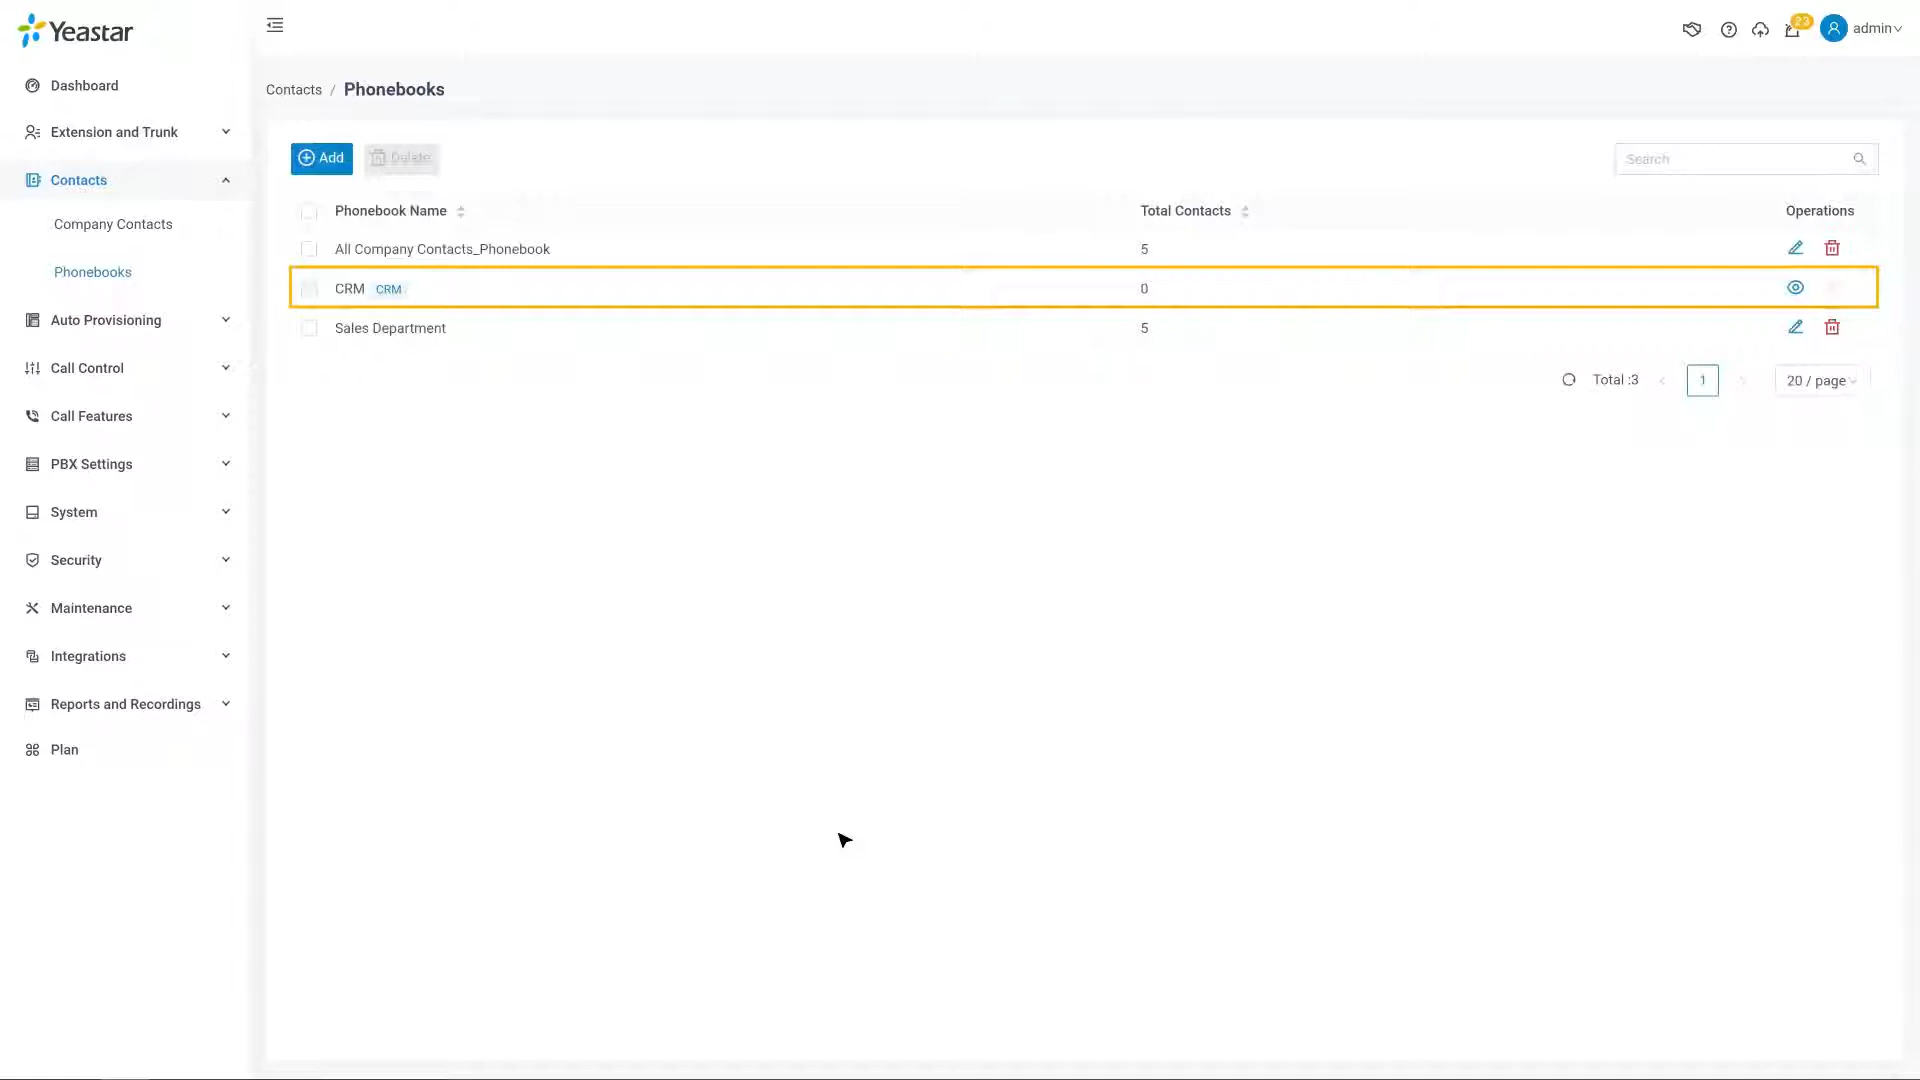 Yeastar
23
admin
Dashboard
Extension and Trunk
Contacts
Company Contacts
Phonebooks
Auto Provisioning
Call Control
Call Features
PBX Settings
System
Security
Maintenance
Integrations
Reports and Recordings
Plan
Contacts / Phonebooks
Add Delete Search
Phonebook Name Total Contacts Operations
All Company Contacts_Phonebook 5
CRM CRM 0
Sales Department 5
Total :3 < 1 > 20 / page